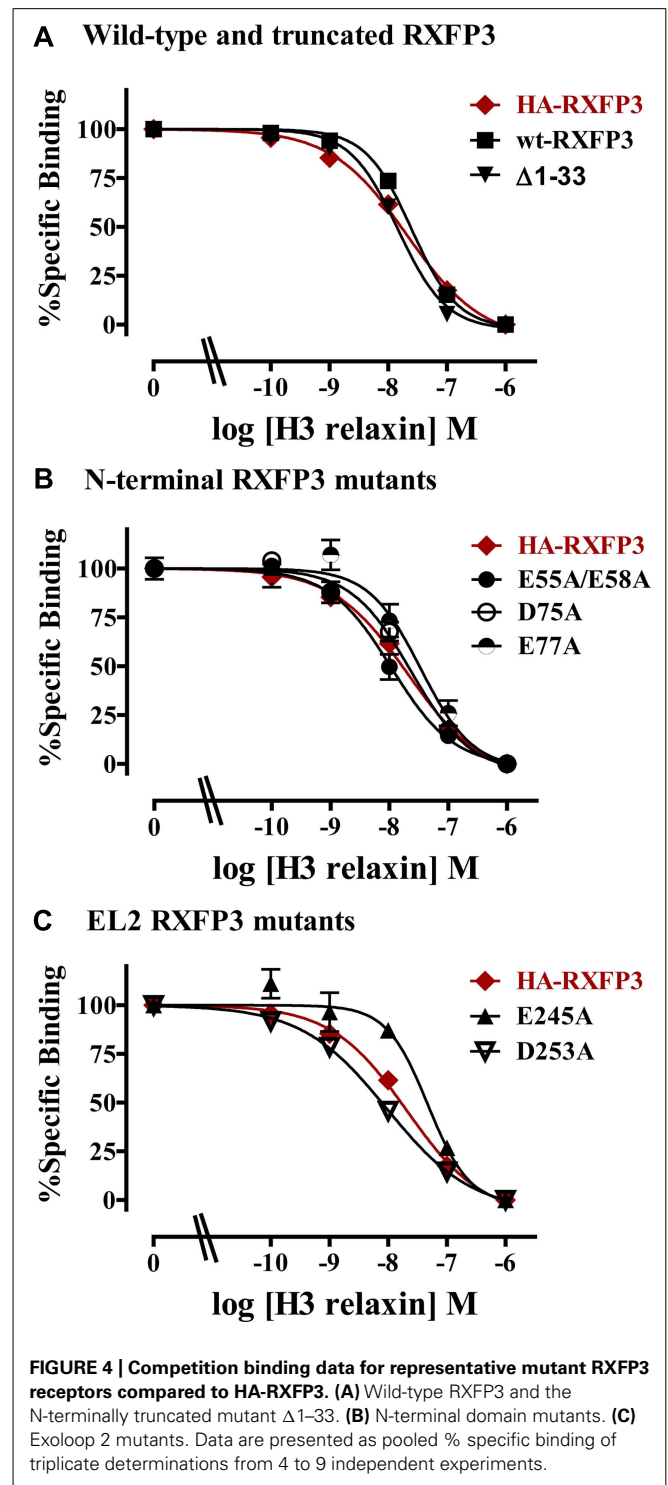 A Wild-type and truncated RXFP3
%Specific Binding
100
75
50
25
0
HA-RXFP3
wt-RXFP3
Δ1-33
0 -10 -9 -8 -7 -6
log [H3 relaxin] M
B N-terminal RXFP3 mutants
%Specific Binding
100
75
50
25
0
HA-RXFP3
E55A/E58A
D75A
E77A
0 -10 -9 -8 -7 -6
log [H3 relaxin] M
C EL2 RXFP3 mutants
%Specific Binding
100
75
50
25
0
HA-RXFP3
E245A
D253A
0 -10 -9 -8 -7 -6
log [H3 relaxin] M
FIGURE 4 | Competition binding data for representative mutant RXFP3
receptors compared to HA-RXFP3. (A) Wild-type RXFP3 and the
N-terminally truncated mutant Δ1–33. (B) N-terminal domain mutants. (C)
Exoloop 2 mutants. Data are presented as pooled % specific binding of
triplicate determinations from 4 to 9 independent experiments.